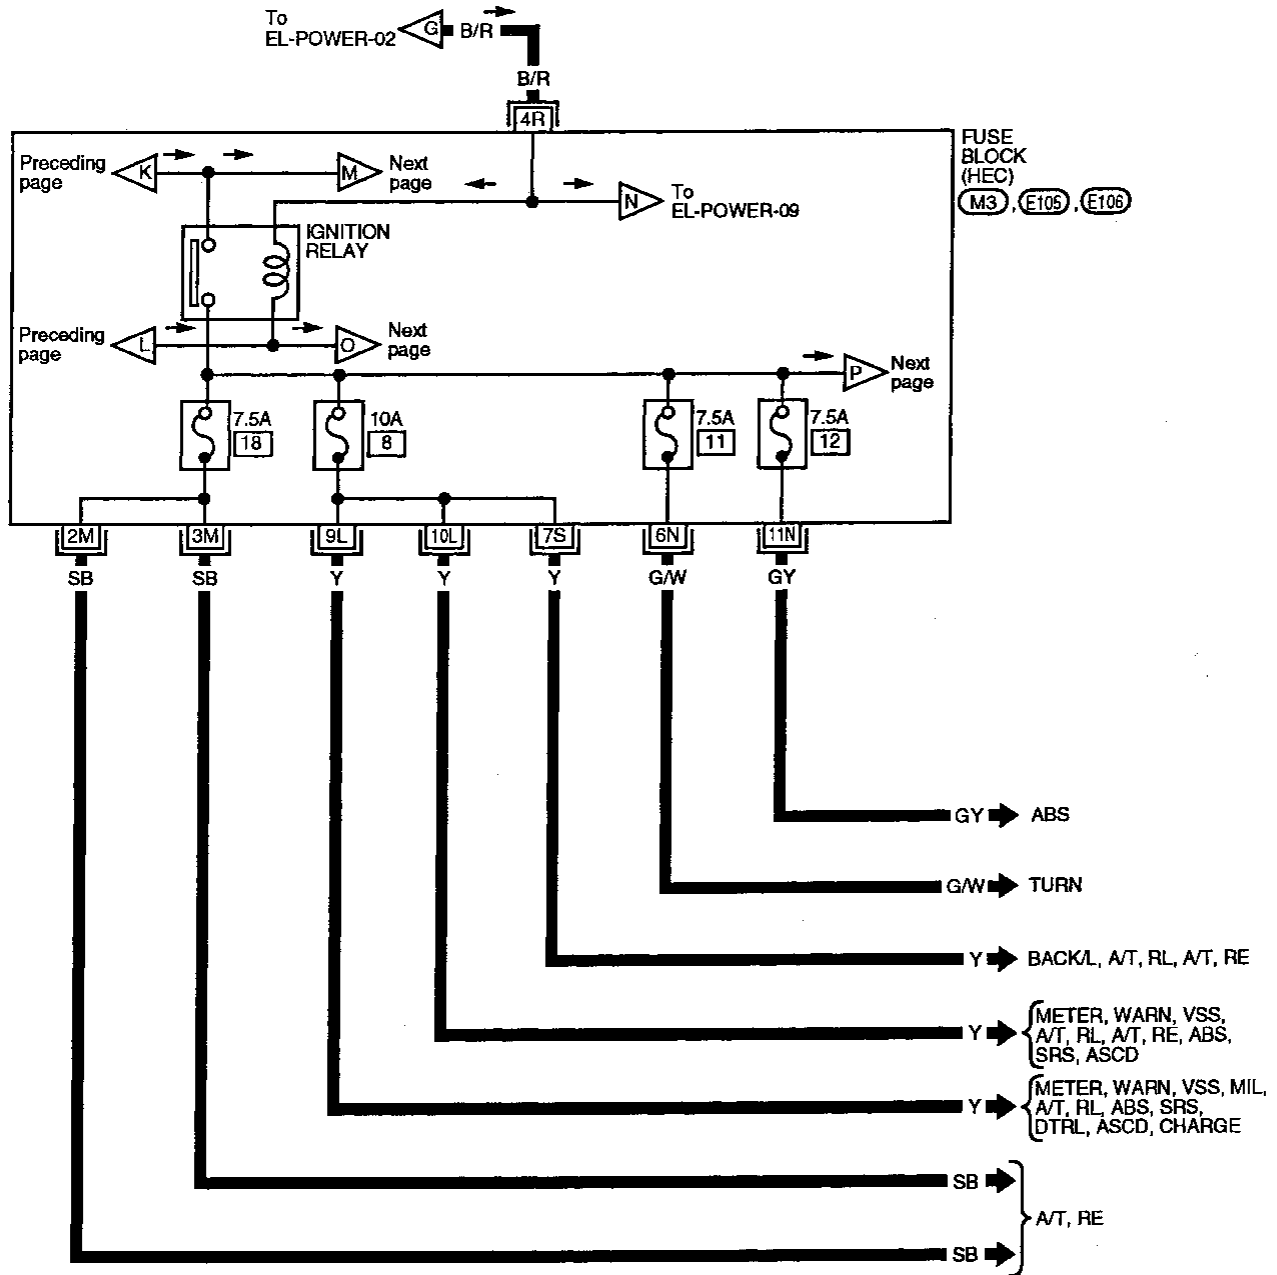 To
EL-POWER-02
G
B/R
B/R
4R
FUSE
BLOCK
(HEC)
M3, E105, E106
Preceding
page
K
M
Next
page
N
To
EL-POWER-09
IGNITION
RELAY
Preceding
page
L
O
Next
page
P
Next
page
7.5A
18
10A
8
7.5A
11
7.5A
12
2M
3M
9L
10L
7S
6N
11N
SB
SB
Y
Y
Y
G/W
GY
GY
ABS
G/W
TURN
Y
BACK/L, A/T, RL, A/T, RE
Y
METER, WARN, VSS,
A/T, RL, A/T, RE, ABS,
SRS, ASCD
Y
METER, WARN, VSS, MIL,
A/T, RL, ABS, SRS,
DTRL, ASCD, CHARGE
SB
A/T, RE
SB